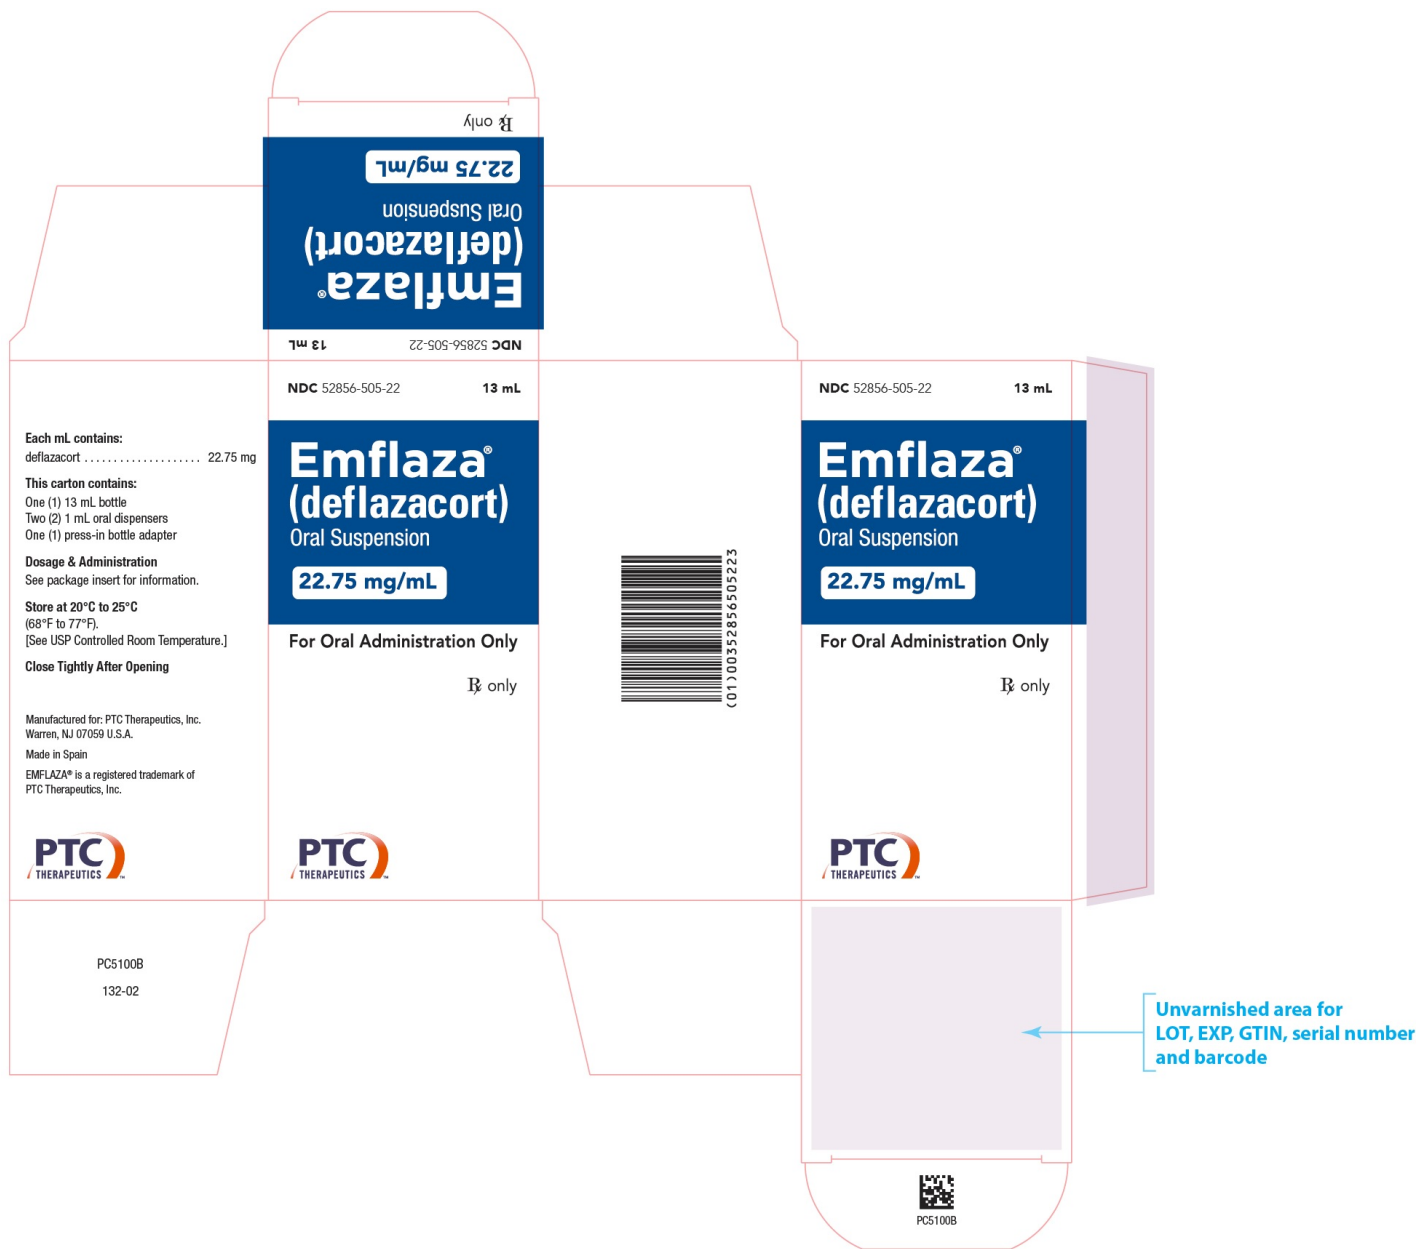 ℞ only
22.75 mg/mL
Oral Suspension
(deflazacort)
Emflaza®
NDC 52856-505-22 13 mL
Each mL contains:
deflazacort . . . . . . . . . . . . . . . . . . . . 22.75 mg
This carton contains:
One (1) 13 mL bottle
Two (2) 1 mL oral dispensers
One (1) press-in bottle adapter
Dosage & Administration
See package insert for information.
Store at 20°C to 25°C
(68°F to 77°F).
[See USP Controlled Room Temperature.]
Close Tightly After Opening
Manufactured for: PTC Therapeutics, Inc.
Warren, NJ 07059 U.S.A.
Made in Spain
EMFLAZA® is a registered trademark of
PTC Therapeutics, Inc.
PTC
THERAPEUTICS™
PC5100B
132-02
NDC 52856-505-22 13 mL
Emflaza®
(deflazacort)
Oral Suspension
22.75 mg/mL
For Oral Administration Only
℞ only
PTC
THERAPEUTICS™
(01)00352856505223
NDC 52856-505-22 13 mL
Emflaza®
(deflazacort)
Oral Suspension
22.75 mg/mL
For Oral Administration Only
℞ only
PTC
THERAPEUTICS™
Unvarnished area for
LOT, EXP, GTIN, serial number
and barcode
PC5100B